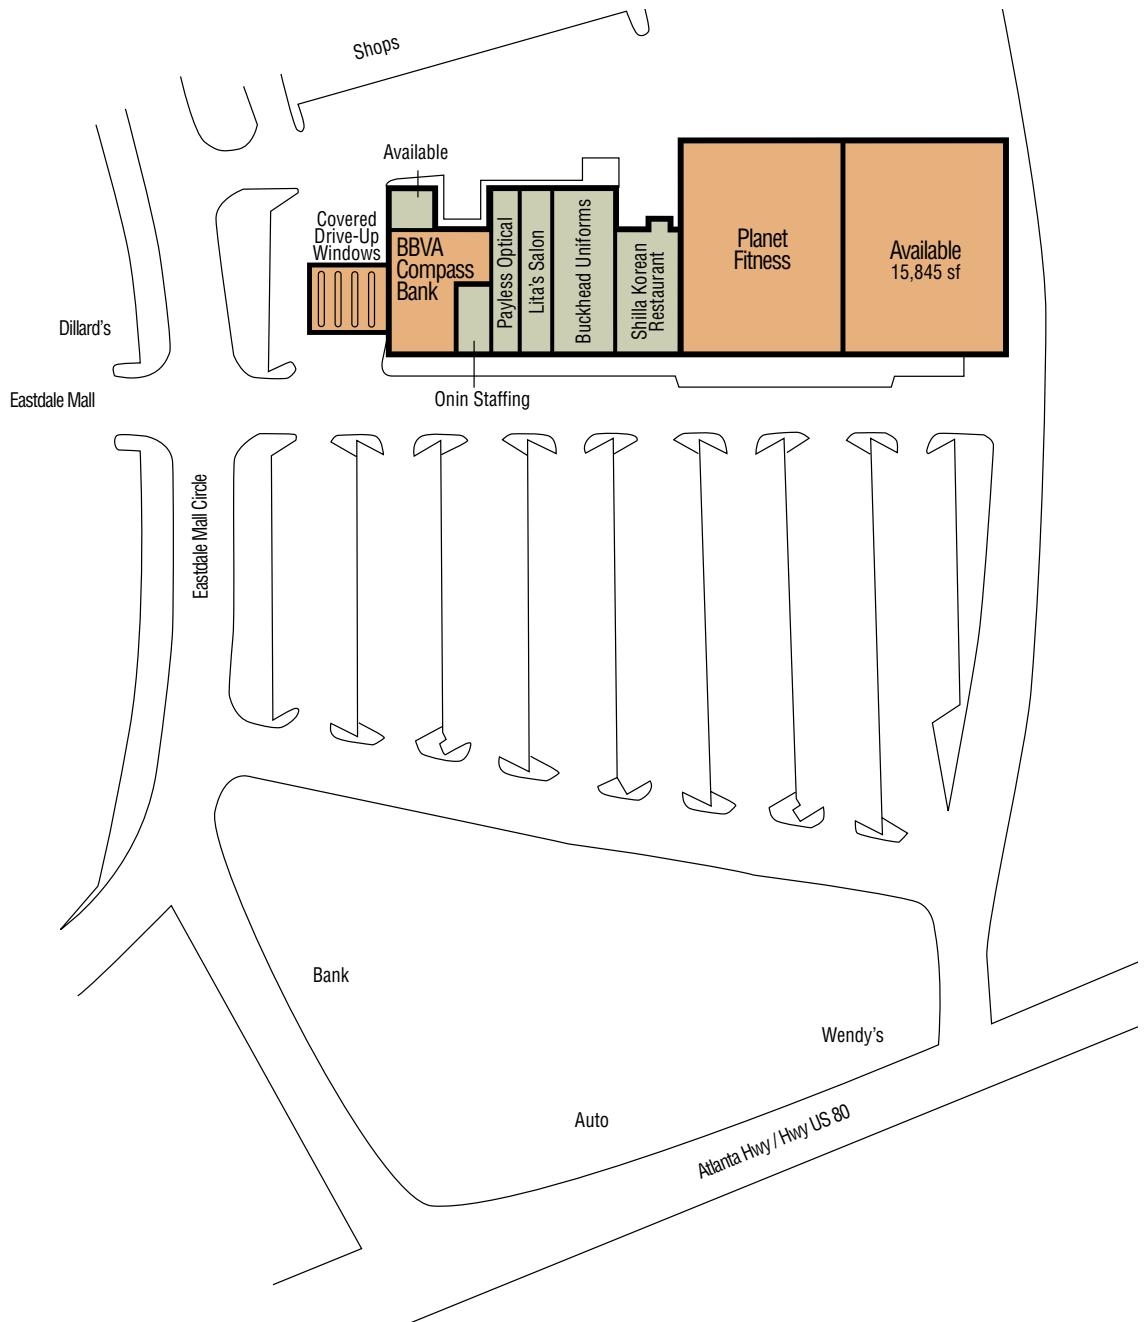 Shops
Available
Covered
Drive-Up
Windows
BBVA
Compass
Bank
Payless Optical
Lita's Salon
Buckhead Uniforms
Shilla Korean
Restaurant
Planet
Fitness
Available
15,845 sf
Dillard's
Onin Staffing
Eastdale Mall
Eastdale Mall Circle
Bank
Wendy's
Auto
Atlanta Hwy / Hwy US 80